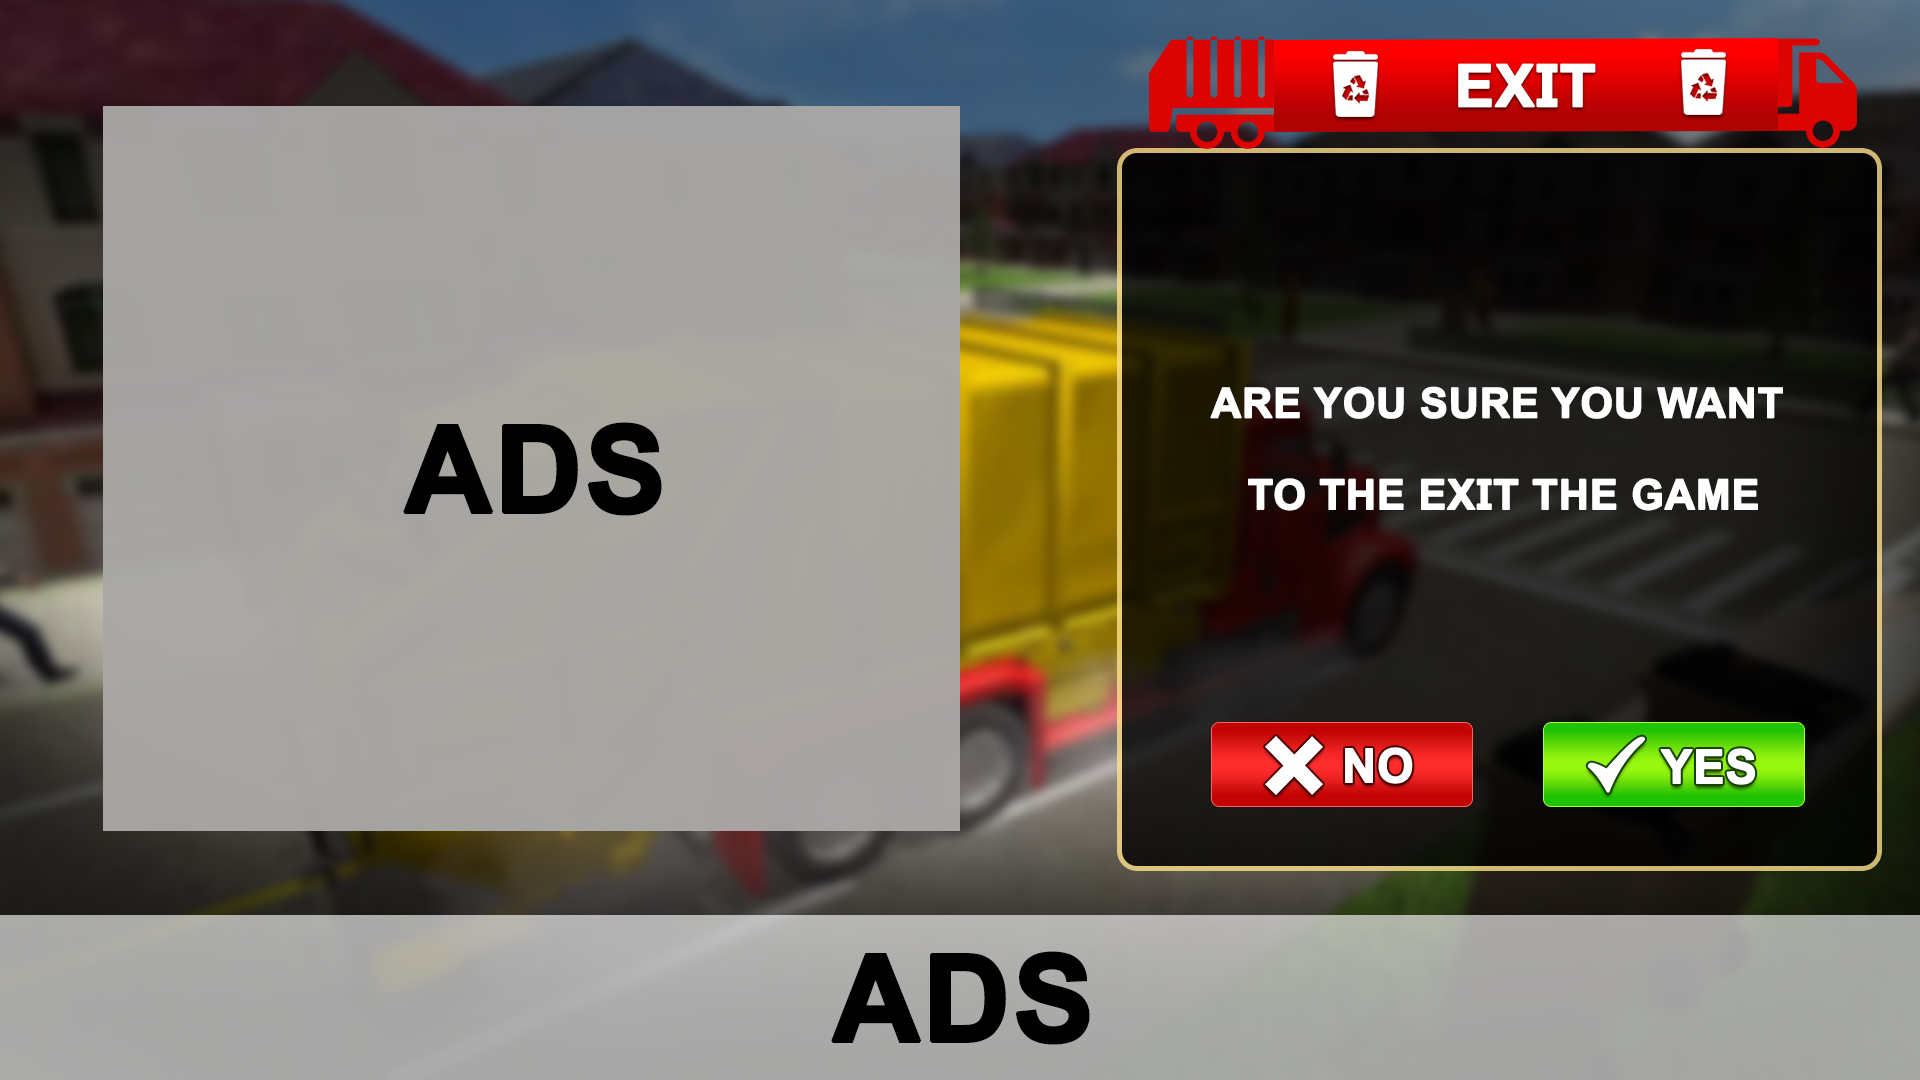 EXIT
ADS
ARE YOU SURE YOU WANT
TO THE EXIT THE GAME
NO
YES
ADS